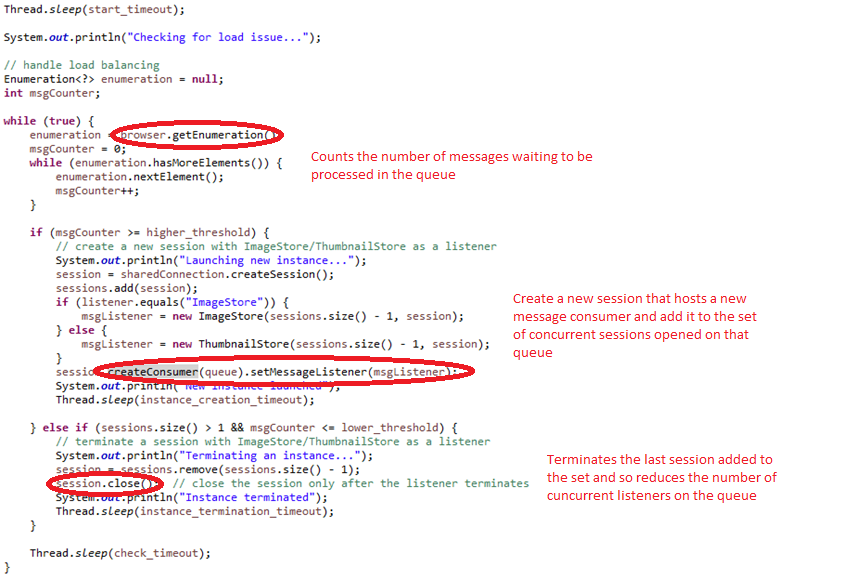 Thread.sleep(start_timeout);
System.out.println("Checking for load issue...");
// handle load balancing
Enumeration<?> enumeration = null;
int msgCounter;
while (true) {
enumeration = browser.getEnumeration();
msgCounter = 0;
while (enumeration.hasMoreElements()) {
enumeration.nextElement();
msgCounter++;
}
Counts the number of messages waiting to be
processed in the queue
if (msgCounter >= higher_threshold) {
// create a new session with ImageStore/ThumbnailStore as a listener
System.out.println("Launching new instance...");
session = sharedConnection.createSession();
sessions.add(session);
if (listener.equals("ImageStore")) {
msgListener = new ImageStore(sessions.size() - 1, session);
} else {
msgListener = new ThumbnailStore(sessions.size() - 1, session);
}
session.createConsumer(queue).setMessageListener(msgListener);
System.out.println("New instance launched");
Thread.sleep(instance_creation_timeout);
Create a new session that hosts a new
message consumer and add it to the set
of concurrent sessions opened on that
queue
} else if (sessions.size() > 1 && msgCounter <= lower_threshold) {
// terminate a session with ImageStore/ThumbnailStore as a listener
System.out.println("Terminating an instance...");
session = sessions.remove(sessions.size() - 1);
session.close(); // close the session only after the listener terminates
System.out.println("Instance terminated");
Thread.sleep(instance_termination_timeout);
}
Terminates the last session added to
the set and so reduces the number of
cuncurrent listeners on the queue
Thread.sleep(check_timeout);
}